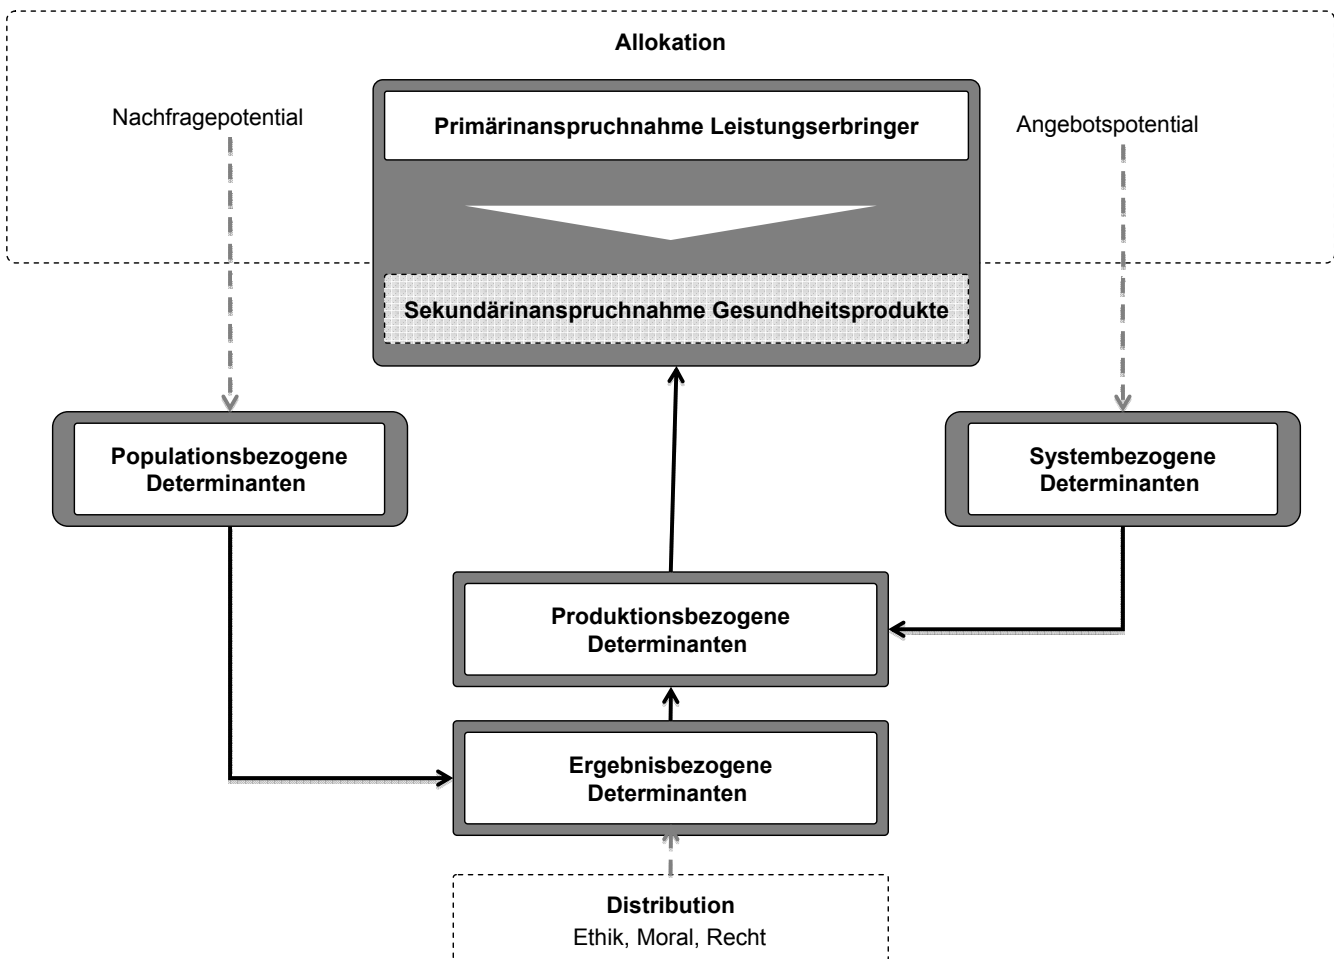 Allokation
Nachfragepotential
Primärinanspruchnahme Leistungserbringer
Angebotspotential
Sekundärinanspruchnahme Gesundheitsprodukte
Populationsbezogene
Determinanten
Systembezogene
Determinanten
Produktionsbezogene
Determinanten
Ergebnisbezogene
Determinanten
Distribution
Ethik, Moral, Recht